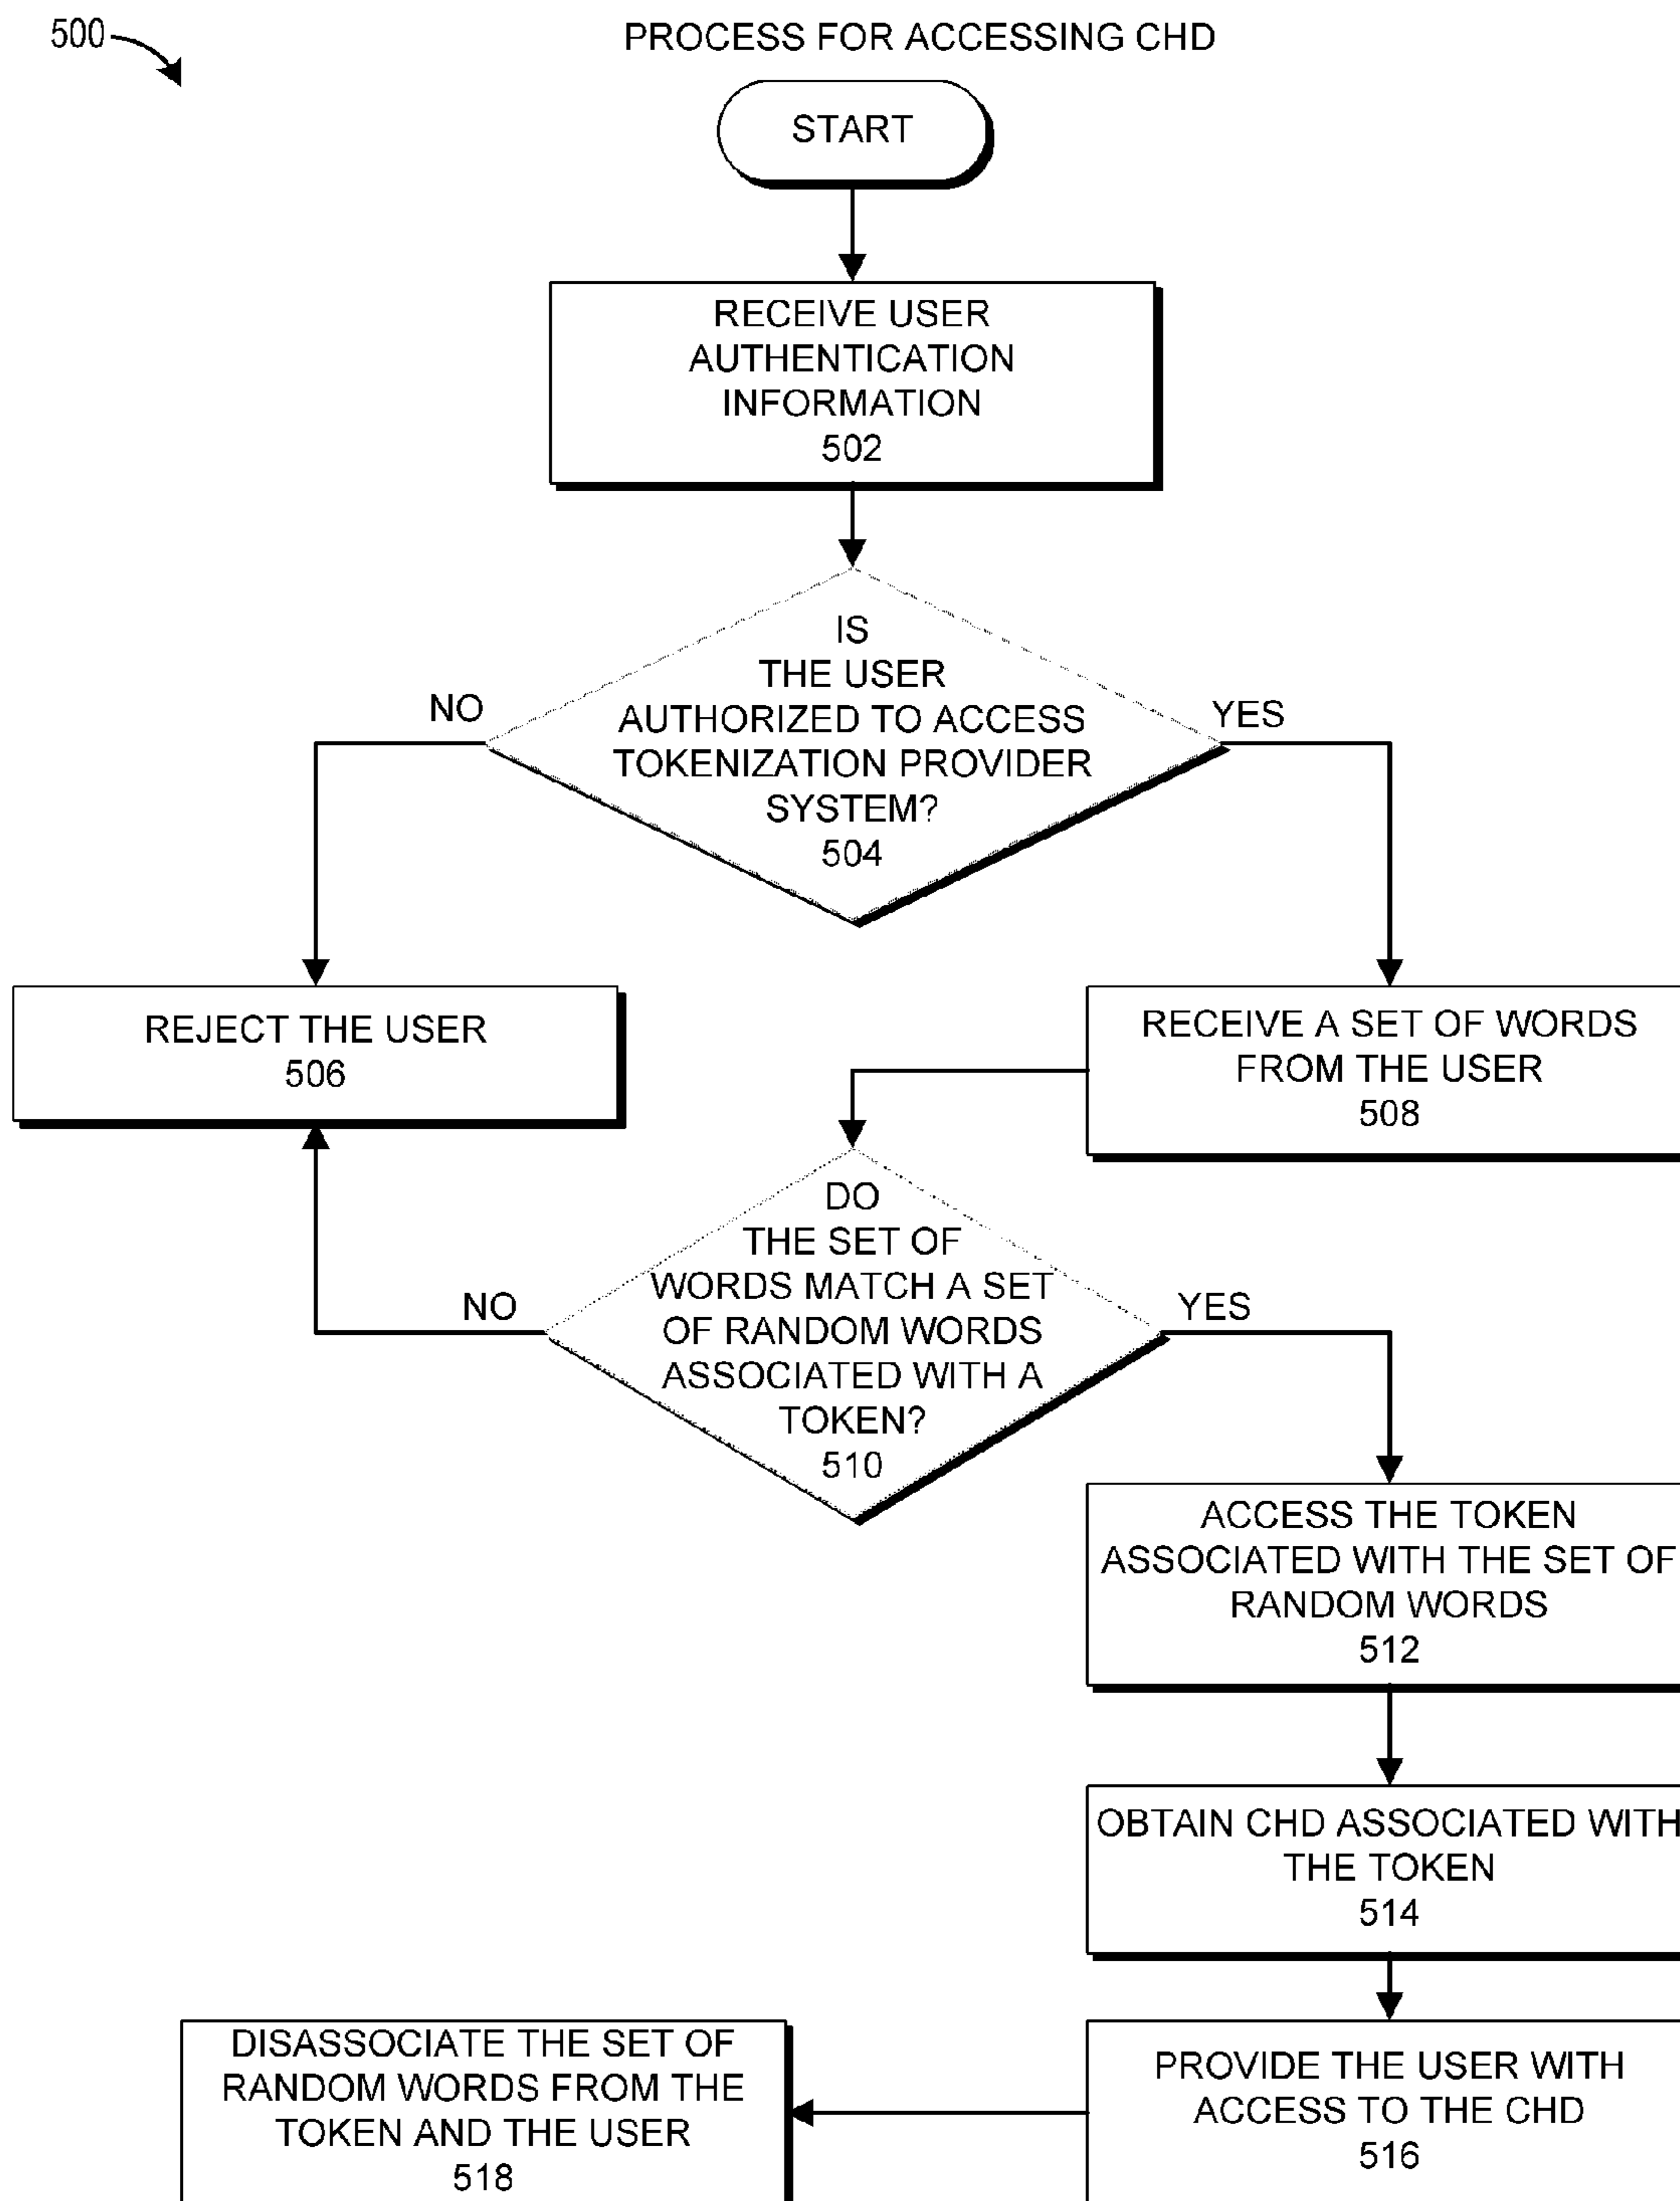 500
PROCESS FOR ACCESSING CHD
START
RECEIVE USER
AUTHENTICATION
INFORMATION
502
IS
THE USER
AUTHORIZED TO ACCESS
TOKENIZATION PROVIDER
SYSTEM?
504
NO
YES
REJECT THE USER
506
RECEIVE A SET OF WORDS
FROM THE USER
508
DO
THE SET OF
WORDS MATCH A SET
OF RANDOM WORDS
ASSOCIATED WITH A
TOKEN?
510
NO
YES
ACCESS THE TOKEN
ASSOCIATED WITH THE SET OF
RANDOM WORDS
512
OBTAIN CHD ASSOCIATED WITH
THE TOKEN
514
PROVIDE THE USER WITH
ACCESS TO THE CHD
516
DISASSOCIATE THE SET OF
RANDOM WORDS FROM THE
TOKEN AND THE USER
518